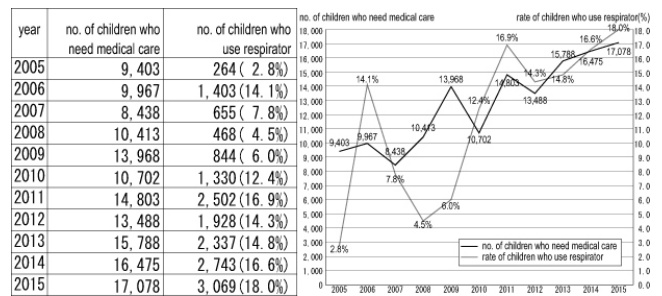 year no. of children who need medical care no. of children who use respirator
2005 9,403 264 ( 2.8%)
2006 9,967 1,403 (14.1%)
2007 8,438 655 ( 7.8%)
2008 10,413 468 ( 4.5%)
2009 13,968 844 ( 6.0%)
2010 10,702 1,330 (12.4%)
2011 14,803 2,502 (16.9%)
2012 13,488 1,928 (14.3%)
2013 15,788 2,337 (14.8%)
2014 16,475 2,743 (16.6%)
2015 17,078 3,069 (18.0%)
no. of children who need medical care rate of children who use respirator(%)
18,000 18.0% 18.0
17,000 16.9% 16.6% 17.0
16,000 15,788 17,078 16.0
15,000 16,475 15.0
14,000 14.1% 13,968 14,803 14.3% 14.8% 14.0
13,000 13,488 13.0
12,000 12.4% 12.0
11,000 10,413 11.0
10,000 9,403 9,967 10,702 10.0
9,000 8,438 9.0
8,000 7.8% 8.0
7,000 7.0
6,000 6.0% 6.0
5,000 5.0
4,000 4.5% 4.0
3,000 2.8% no. of children who need medical care 3.0
2,000 rate of children who use respirator 2.0
1,000 1.0
0 0.0
2005 2006 2007 2008 2009 2010 2011 2012 2013 2014 2015